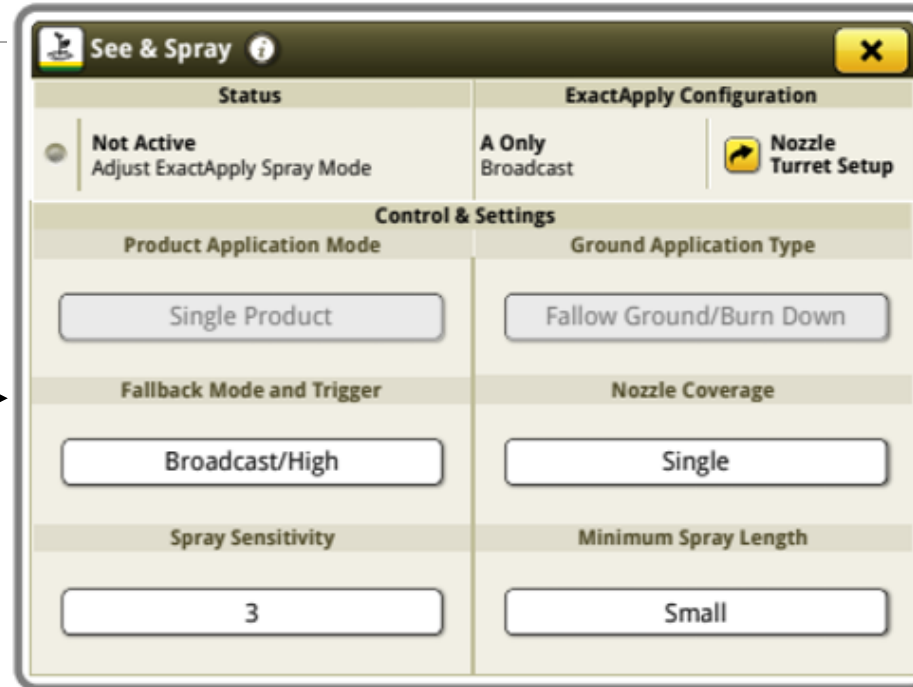 See & Spray
Status
ExactApply Configuration
Not Active
Adjust ExactApply Spray Mode
A Only
Broadcast
Nozzle
Turret Setup
Control & Settings
Product Application Mode
Ground Application Type
Single Product
Fallow Ground/Burn Down
Fallback Mode and Trigger
Nozzle Coverage
Broadcast/High
Single
Spray Sensitivity
Minimum Spray Length
3
Small